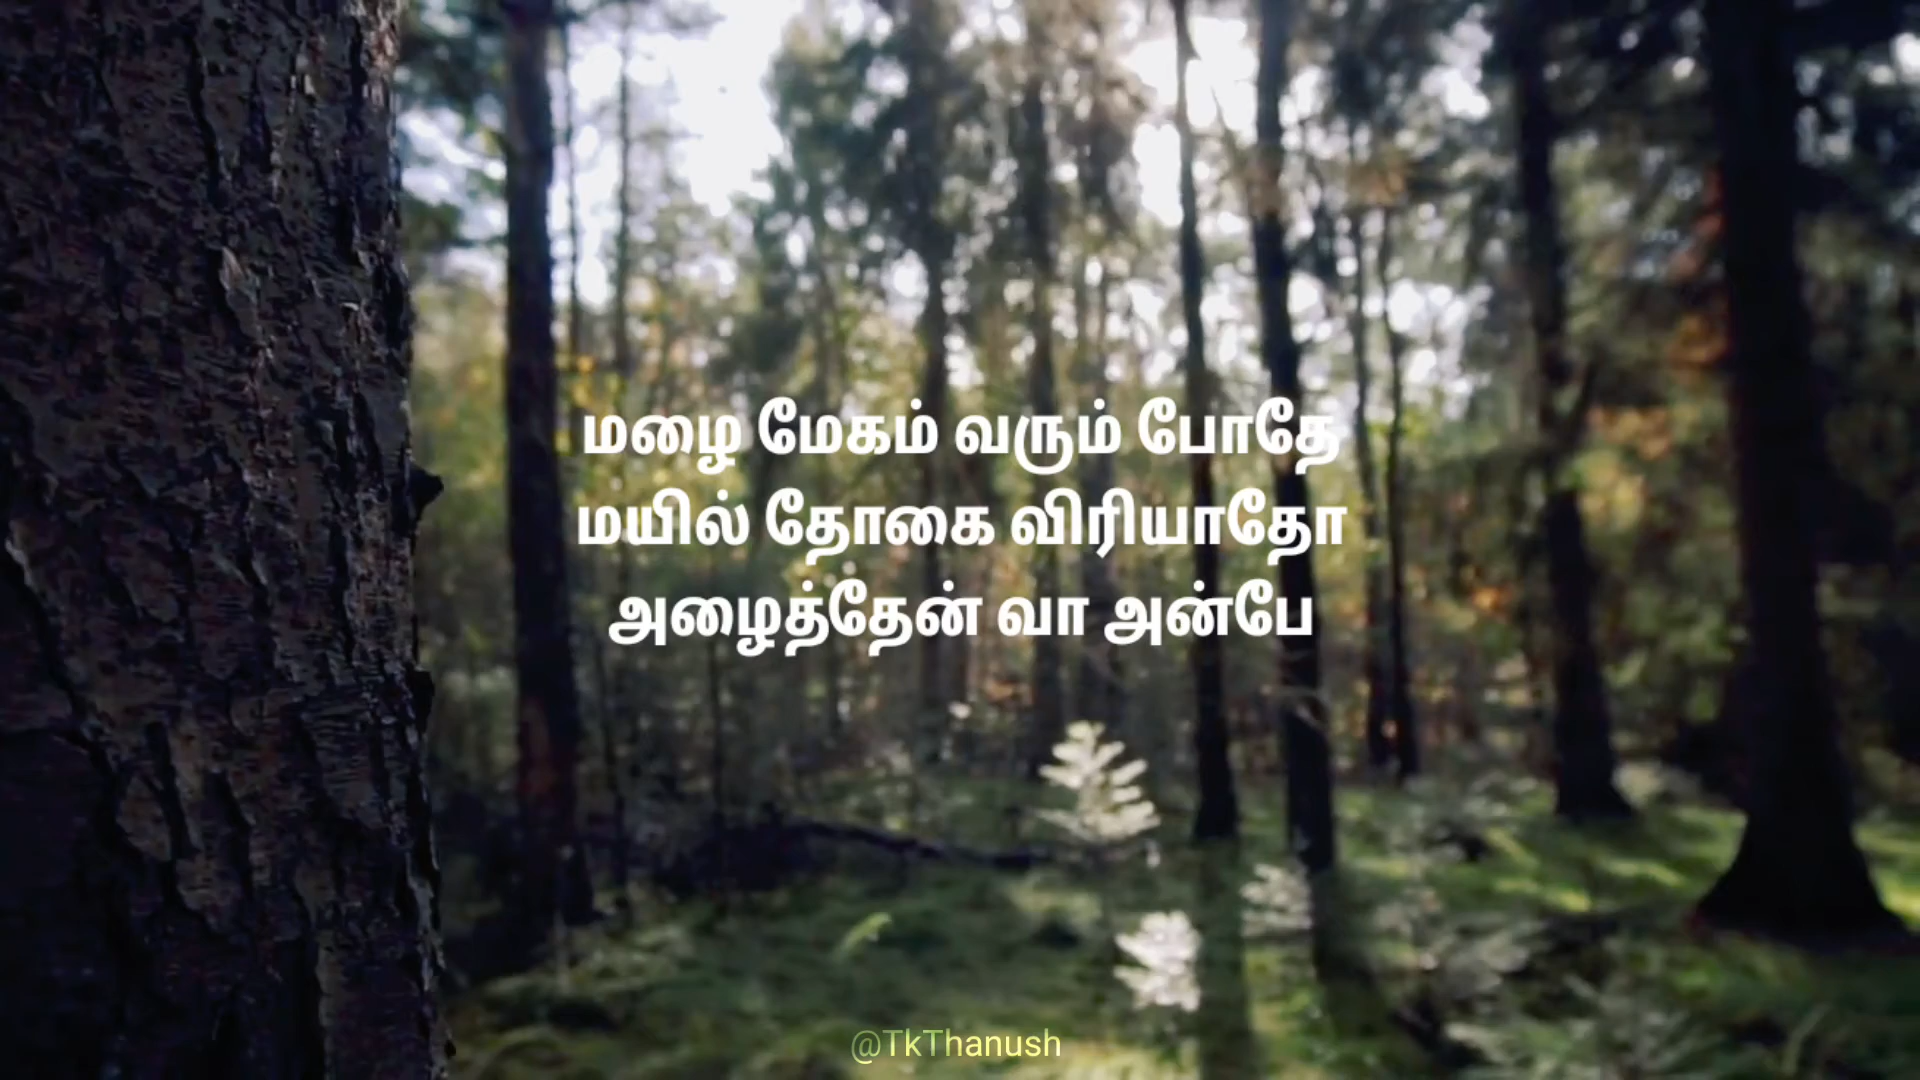 மழை மேகம் வரும் போதே
மயில் தோகை விரியாதோ
அழைத்தேன் வா அன்பே
@TkThanush